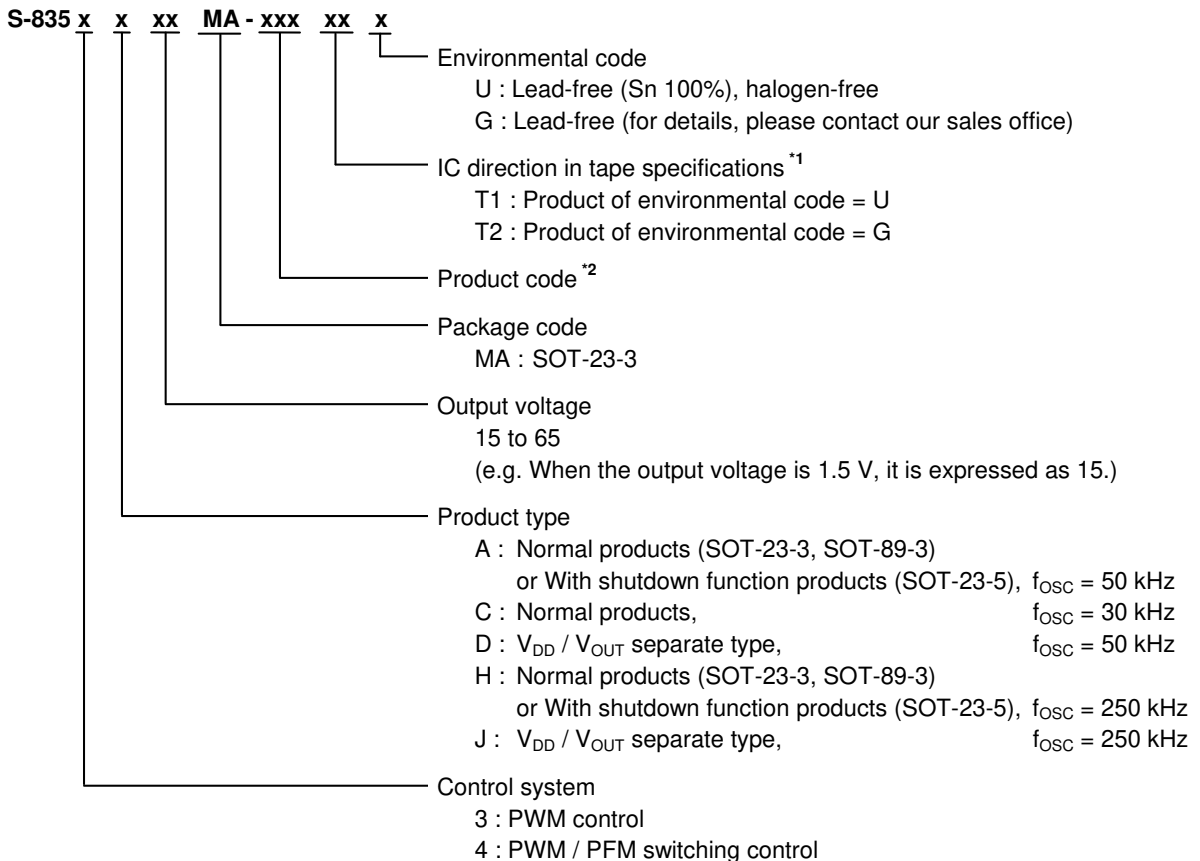 S-835 x x xx MA - xxx xx x
Environmental code
U : Lead-free (Sn 100%), halogen-free
G : Lead-free (for details, please contact our sales office)
IC direction in tape specifications *1
T1 : Product of environmental code = U
T2 : Product of environmental code = G
Product code *2
Package code
MA : SOT-23-3
Output voltage
15 to 65
(e.g. When the output voltage is 1.5 V, it is expressed as 15.)
Product type
A : Normal products (SOT-23-3, SOT-89-3)
or With shutdown function products (SOT-23-5), fOSC = 50 kHz
C : Normal products, fOSC = 30 kHz
D : VDD / VOUT separate type, fOSC = 50 kHz
H : Normal products (SOT-23-3, SOT-89-3)
or With shutdown function products (SOT-23-5), fOSC = 250 kHz
J : VDD / VOUT separate type, fOSC = 250 kHz
Control system
3 : PWM control
4 : PWM / PFM switching control